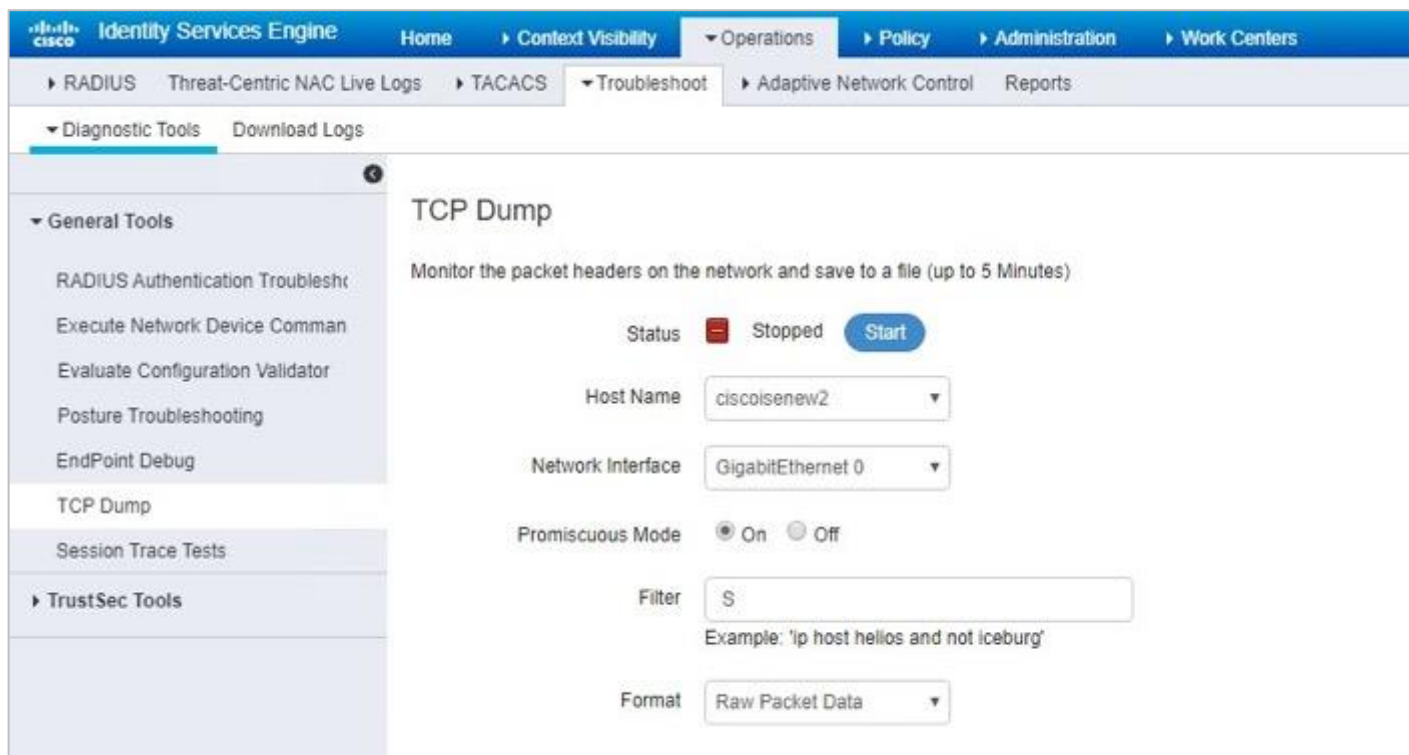 cisco Identity Services Engine Home Context Visibility Operations Policy Administration Work Centers
RADIUS Threat-Centric NAC Live Logs TACACS Troubleshoot Adaptive Network Control Reports
Diagnostic Tools Download Logs
General Tools
RADIUS Authentication Troublesho
Execute Network Device Comman
Evaluate Configuration Validator
Posture Troubleshooting
EndPoint Debug
TCP Dump
Session Trace Tests
TrustSec Tools
TCP Dump
Monitor the packet headers on the network and save to a file (up to 5 Minutes)
Status Stopped Start
Host Name ciscoisenew2
Network Interface GigabitEthernet 0
Promiscuous Mode On Off
Filter S
Example: 'ip host helios and not iceburg'
Format Raw Packet Data